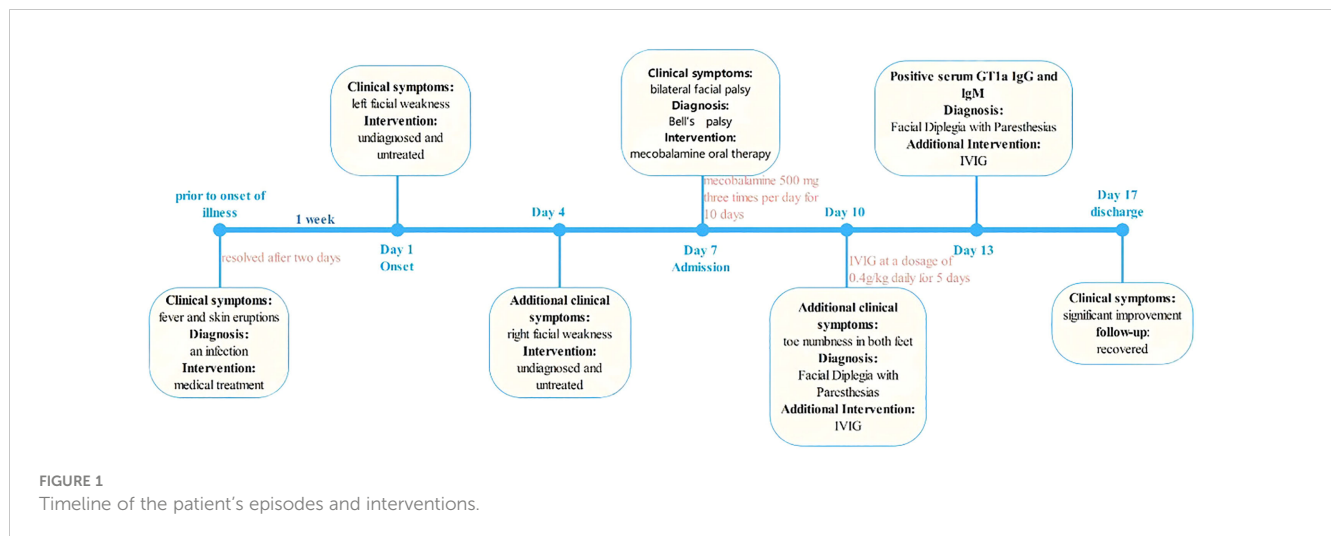 Clinical symptoms:
left facial weakness
Intervention:
undiagnosed and
untreated
Clinical symptoms:
bilateral facial palsy
Diagnosis:
Bell's palsy
Intervention:
mecobalamine oral therapy
Positive serum GT1a IgG and
IgM
Diagnosis:
Facial Diplegia with Paresthesias
Additional Intervention:
IVIG
prior to onset of
illness
1 week
Day 4
mecobalamine 500 mg
three times per day for
10 days
Day 10
Day 17
discharge
resolved after two days
Day 1
Onset
Day 7
Admission
IVIG at a dosage of
0.4g/kg daily for 5 days
Day 13
Clinical symptoms:
fever and skin eruptions
Diagnosis:
an infection
Intervention:
medical treatment
Additional clinical
symptoms:
right facial weakness
Intervention:
undiagnosed and
untreated
Additional clinical
symptoms:
toe numbness in both feet
Diagnosis:
Facial Diplegia with
Paresthesias
Additional Intervention:
IVIG
Clinical symptoms:
significant improvement
follow-up:
recovered
FIGURE 1
Timeline of the patient's episodes and interventions.